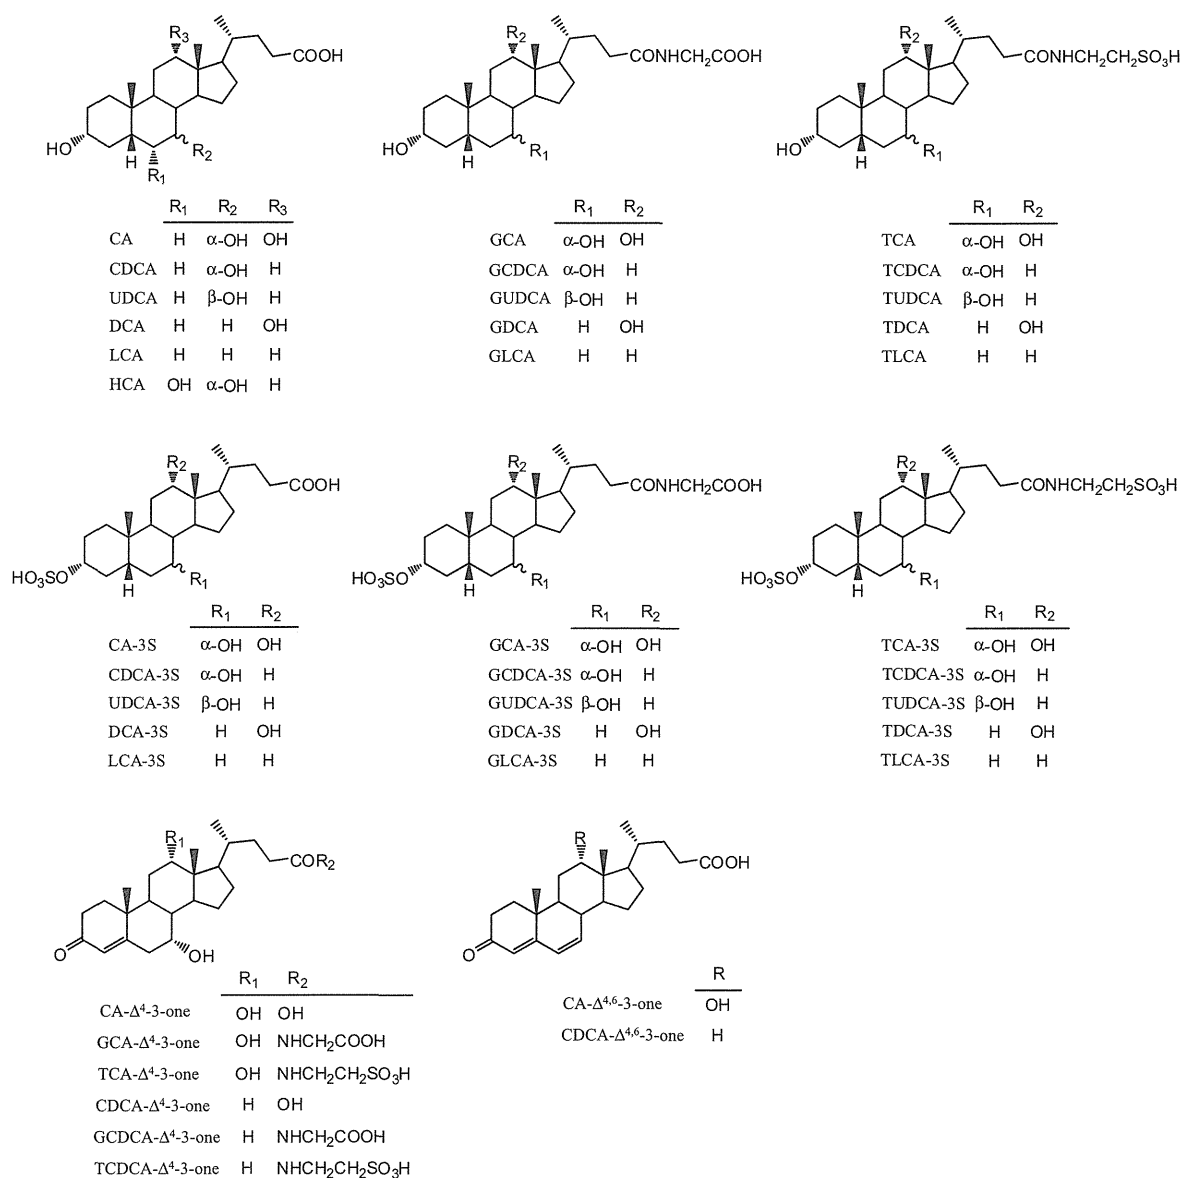 R3
COOH
HO
H
R1
R2
R1 R2 R3
CA H α-OH OH
CDCA H α-OH H
UDCA H β-OH H
DCA H H OH
LCA H H H
HCA OH α-OH H
R2
CONHCH2COOH
HO
H
R1
R1 R2
GCA α-OH OH
GCDCA α-OH H
GUDCA β-OH H
GDCA H OH
GLCA H H
R2
CONHCH2CH2SO3H
HO
H
R1
R1 R2
TCA α-OH OH
TCDCA α-OH H
TUDCA β-OH H
TDCA H OH
TLCA H H
R2
COOH
HO3SO
H
R1
R1 R2
CA-3S α-OH OH
CDCA-3S α-OH H
UDCA-3S β-OH H
DCA-3S H OH
LCA-3S H H
R2
CONHCH2COOH
HO3SO
H
R1
R1 R2
GCA-3S α-OH OH
GCDCA-3S α-OH H
GUDCA-3S β-OH H
GDCA-3S H OH
GLCA-3S H H
R2
CONHCH2CH2SO3H
HO3SO
H
R1
R1 R2
TCA-3S α-OH OH
TCDCA-3S α-OH H
TUDCA-3S β-OH H
TDCA-3S H OH
TLCA-3S H H
R1
COR2
O
OH
R1 R2
CA-Δ4-3-one OH OH
GCA-Δ4-3-one OH NHCH2COOH
TCA-Δ4-3-one OH NHCH2CH2SO3H
CDCA-Δ4-3-one H OH
GCDCA-Δ4-3-one H NHCH2COOH
TCDCA-Δ4-3-one H NHCH2CH2SO3H
R
COOH
O
R
CA-Δ4,6-3-one OH
CDCA-Δ4,6-3-one H